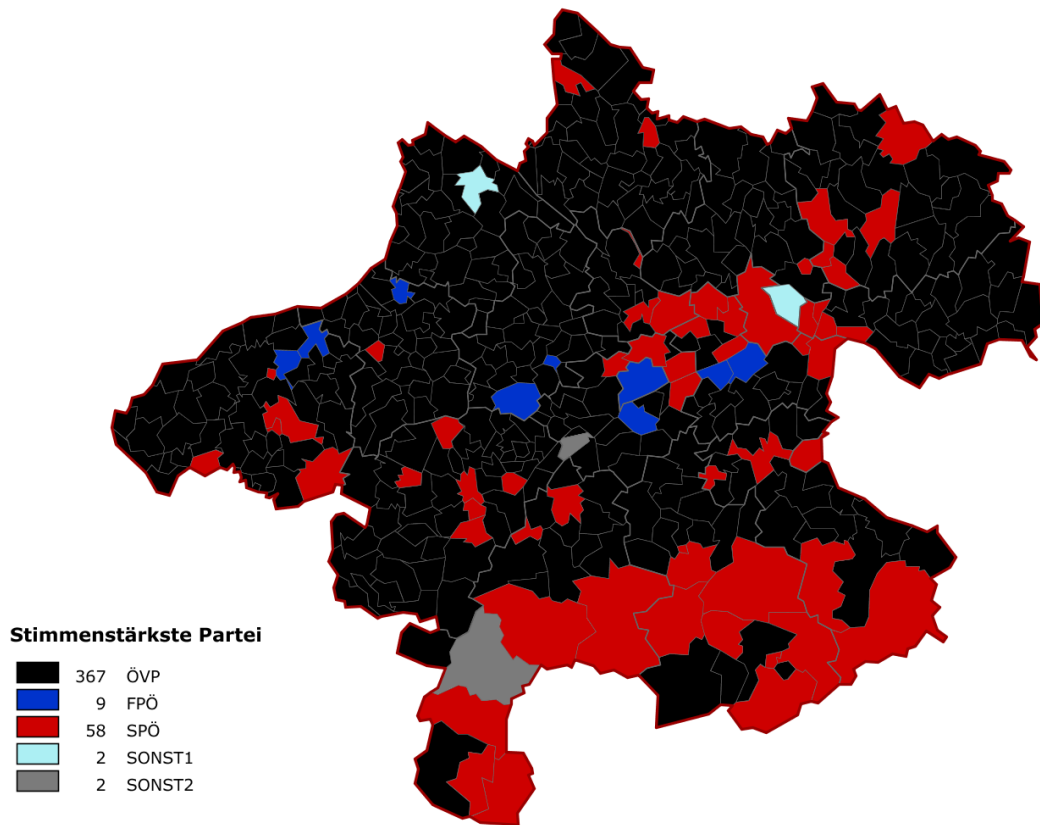 Stimmenstärkste Partei
367 ÖVP
9 FPÖ
58 SPÖ
2 SONST1
2 SONST2